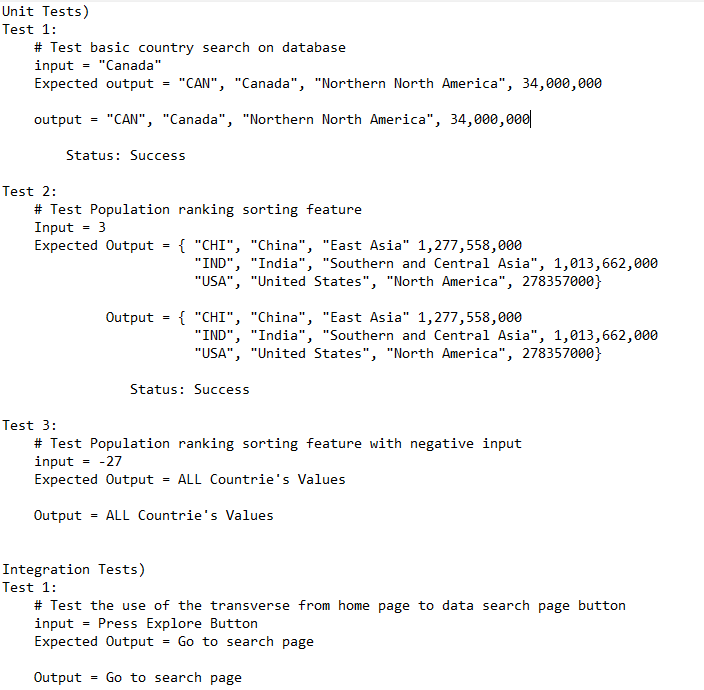 Unit Tests)
Test 1:
# Test basic country search on database
input = "Canada"
Expected output = "CAN", "Canada", "Northern North America", 34,000,000
output = "CAN", "Canada", "Northern North America", 34,000,000
Status: Success
Test 2:
# Test Population ranking sorting feature
Input = 3
Expected Output = { "CHI", "China", "East Asia" 1,277,558,000
"IND", "India", "Southern and Central Asia", 1,013,662,000
"USA", "United States", "North America", 278357000}
Output = { "CHI", "China", "East Asia" 1,277,558,000
"IND", "India", "Southern and Central Asia", 1,013,662,000
"USA", "United States", "North America", 278357000}
Status: Success
Test 3:
# Test Population ranking sorting feature with negative input
input = -27
Expected Output = ALL Countrie's Values
Output = ALL Countrie's Values
Integration Tests)
Test 1:
# Test the use of the transverse from home page to data search page button
input = Press Explore Button
Expected Output = Go to search page
Output = Go to search page